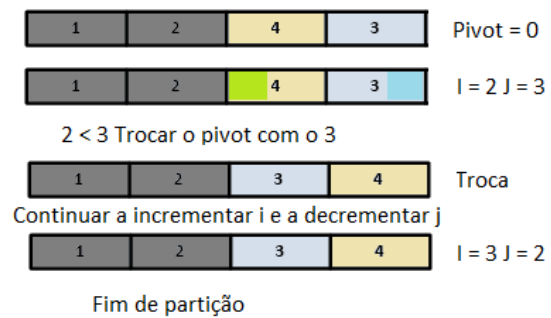 1 2 4 3 Pivot = 0
1 2 4 3 I = 2 J = 3
2 < 3 Trocar o pivot com o 3
1 2 3 4 Troca
Continuar a incrementar i e a decrementar j
1 2 3 4 I = 3 J = 2
Fim de partição